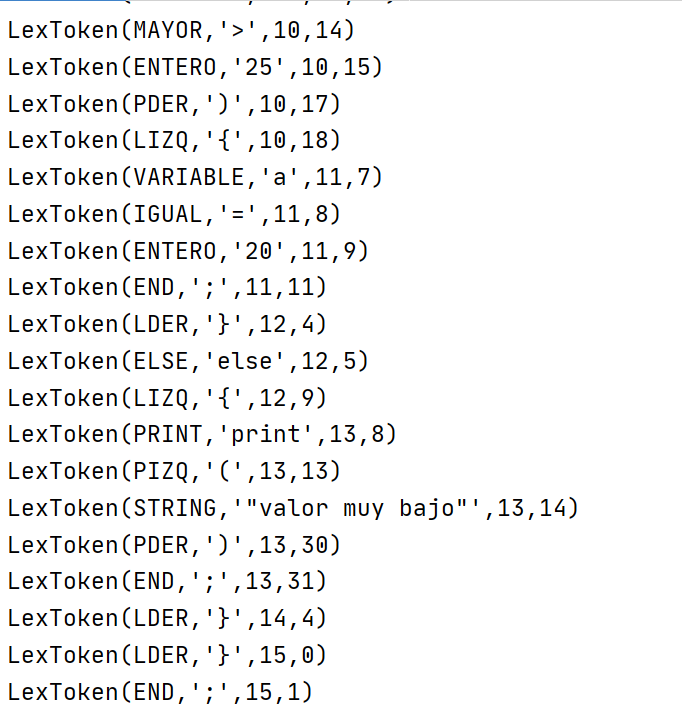 LexToken(MAYOR,'>',10,14)
LexToken(ENTERO,'25',10,15)
LexToken(PDER,')',10,17)
LexToken(LIZQ,'{',10,18)
LexToken(VARIABLE,'a',11,7)
LexToken(IGUAL,'=',11,8)
LexToken(ENTERO,'20',11,9)
LexToken(END,';',11,11)
LexToken(LDER,'}',12,4)
LexToken(ELSE,'else',12,5)
LexToken(LIZQ,'{',12,9)
LexToken(PRINT,'print',13,8)
LexToken(PIZQ,'(',13,13)
LexToken(STRING,'"valor muy bajo"',13,14)
LexToken(PDER,')',13,30)
LexToken(END,';',13,31)
LexToken(LDER,'}',14,4)
LexToken(LDER,'}',15,0)
LexToken(END,';',15,1)